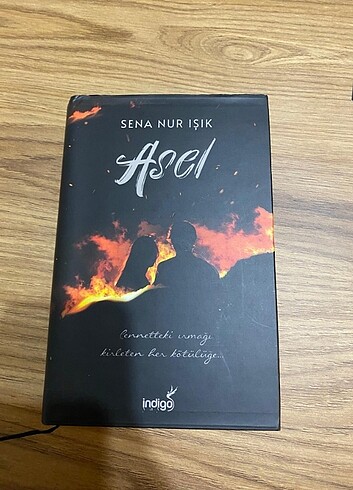 SENA NUR IŞIK
Asel
Cennetteki ırmağı
kirleten her kötülüğe...
indigo